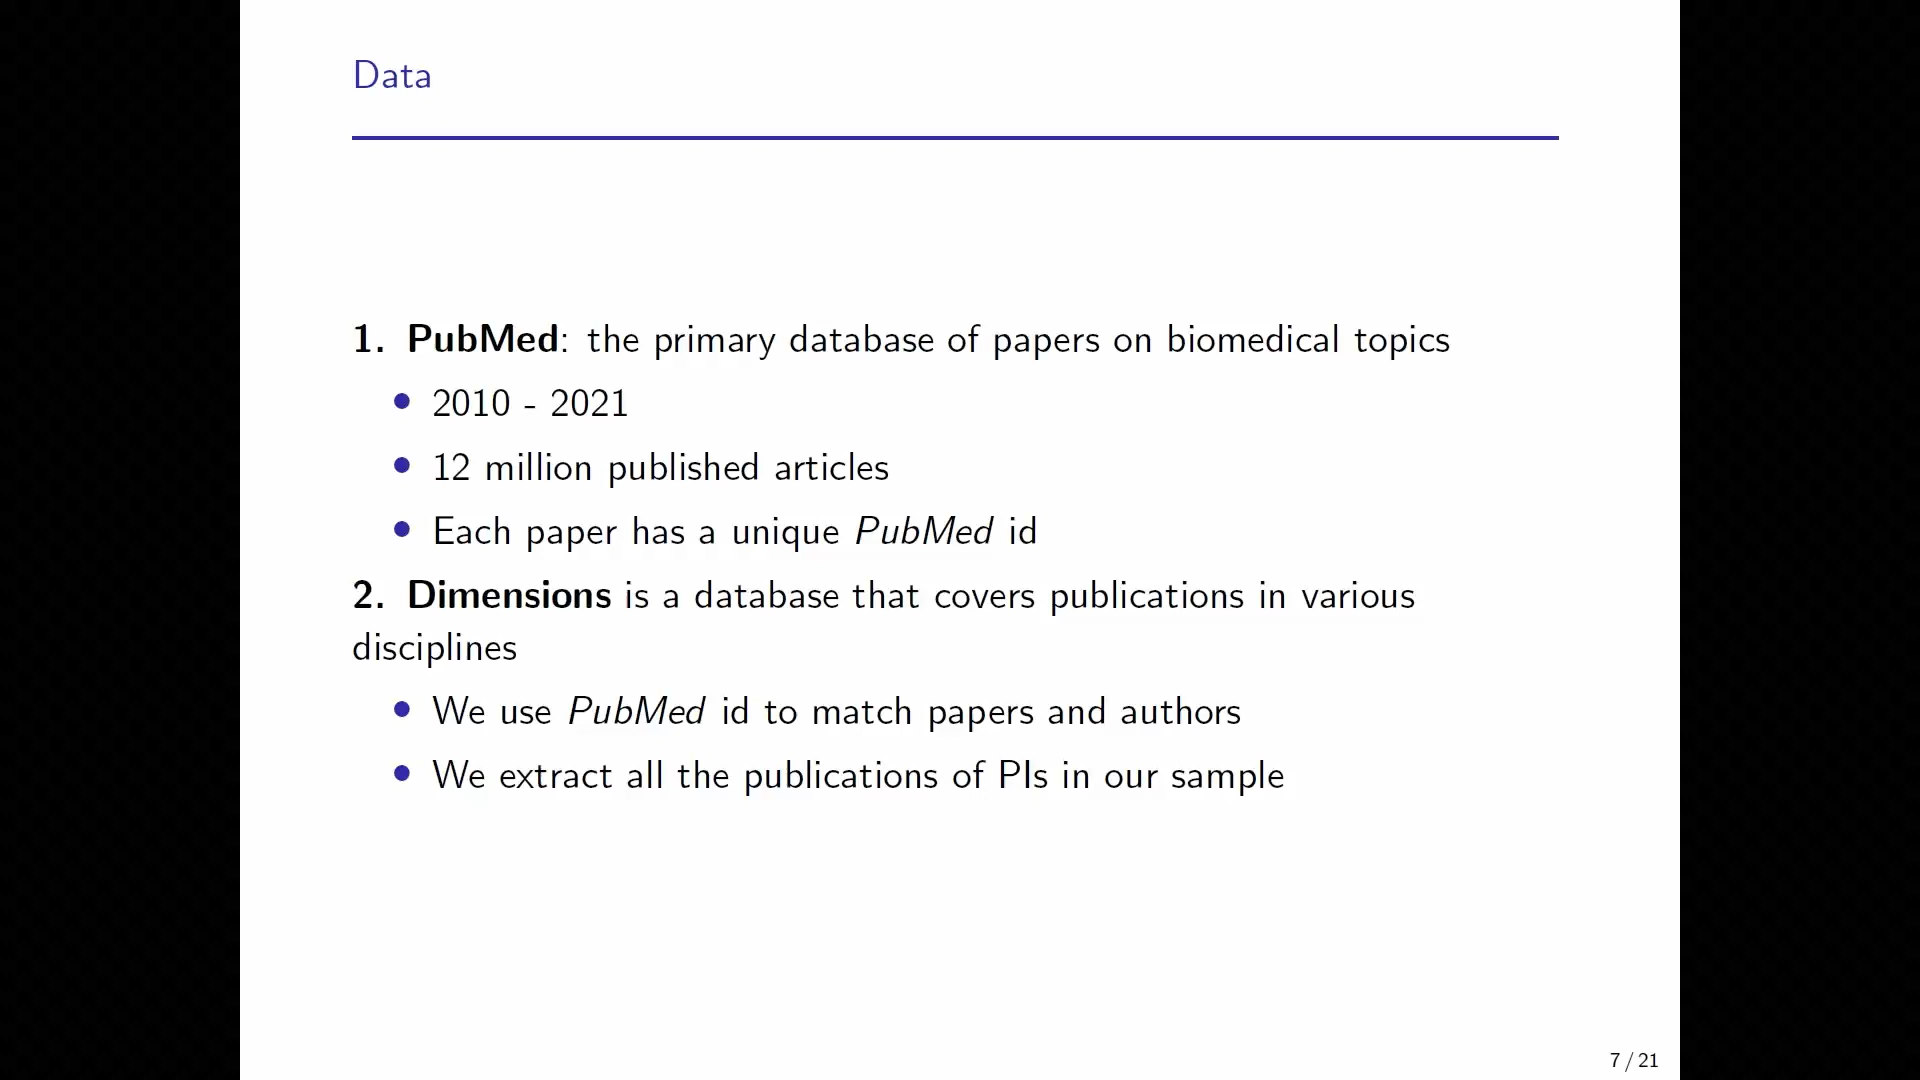 Data
1. PubMed: the primary database of papers on biomedical topics
• 2010 - 2021
• 12 million published articles
• Each paper has a unique PubMed id
2. Dimensions is a database that covers publications in various
disciplines
• We use PubMed id to match papers and authors
• We extract all the publications of PIs in our sample
7 / 21